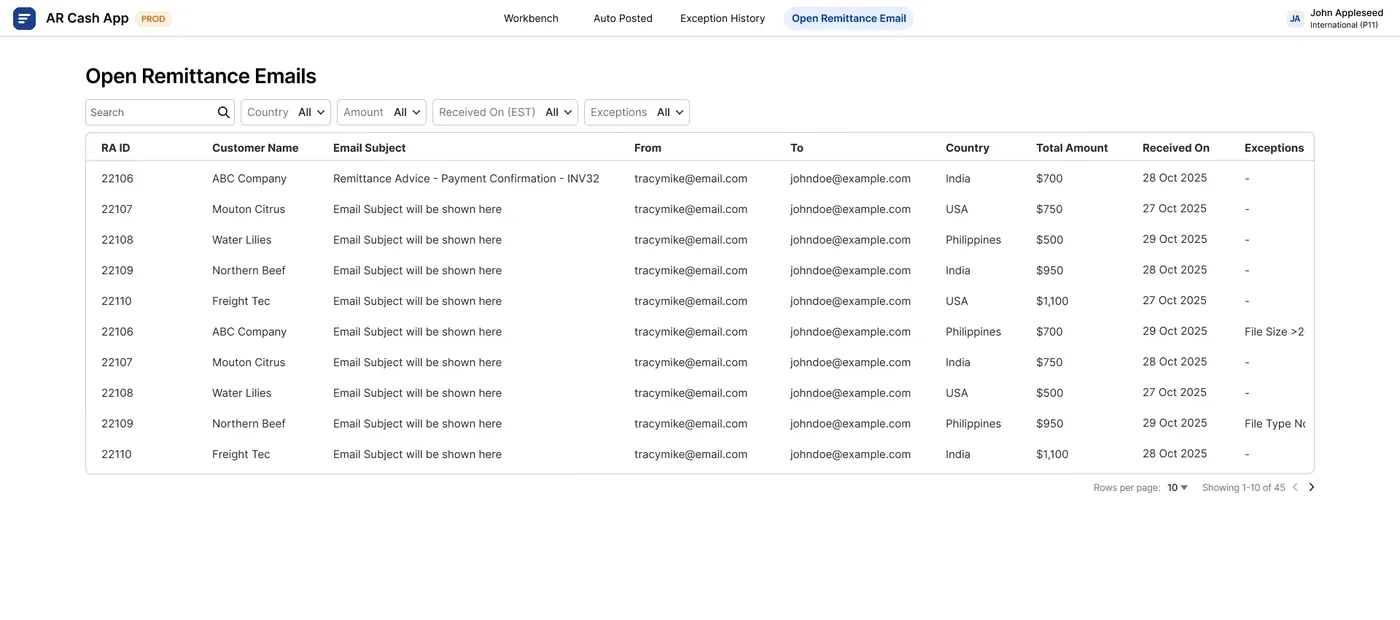 AR Cash App PROD Workbench Auto Posted Exception History Open Remittance Email JA John Appleseed
International (P11)
Open Remittance Emails
Search Country All Amount All Received On (EST) All Exceptions All
RA ID Customer Name Email Subject From To Country Total Amount Received On Exceptions
22106 ABC Company Remittance Advice - Payment Confirmation - INV32 tracymike@email.com johndoe@example.com India $700 28 Oct 2025 -
22107 Mouton Citrus Email Subject will be shown here tracymike@email.com johndoe@example.com USA $750 27 Oct 2025 -
22108 Water Lilies Email Subject will be shown here tracymike@email.com johndoe@example.com Philippines $500 29 Oct 2025 -
22109 Northern Beef Email Subject will be shown here tracymike@email.com johndoe@example.com India $950 28 Oct 2025 -
22110 Freight Tec Email Subject will be shown here tracymike@email.com johndoe@example.com USA $1,100 27 Oct 2025 -
22106 ABC Company Email Subject will be shown here tracymike@email.com johndoe@example.com Philippines $700 29 Oct 2025 File Size >2
22107 Mouton Citrus Email Subject will be shown here tracymike@email.com johndoe@example.com India $750 28 Oct 2025 -
22108 Water Lilies Email Subject will be shown here tracymike@email.com johndoe@example.com USA $500 27 Oct 2025 -
22109 Northern Beef Email Subject will be shown here tracymike@email.com johndoe@example.com Philippines $950 29 Oct 2025 File Type
22110 Freight Tec Email Subject will be shown here tracymike@email.com johndoe@example.com India $1,100 28 Oct 2025 -
Rows per page: 10 Showing 1-10 of 45